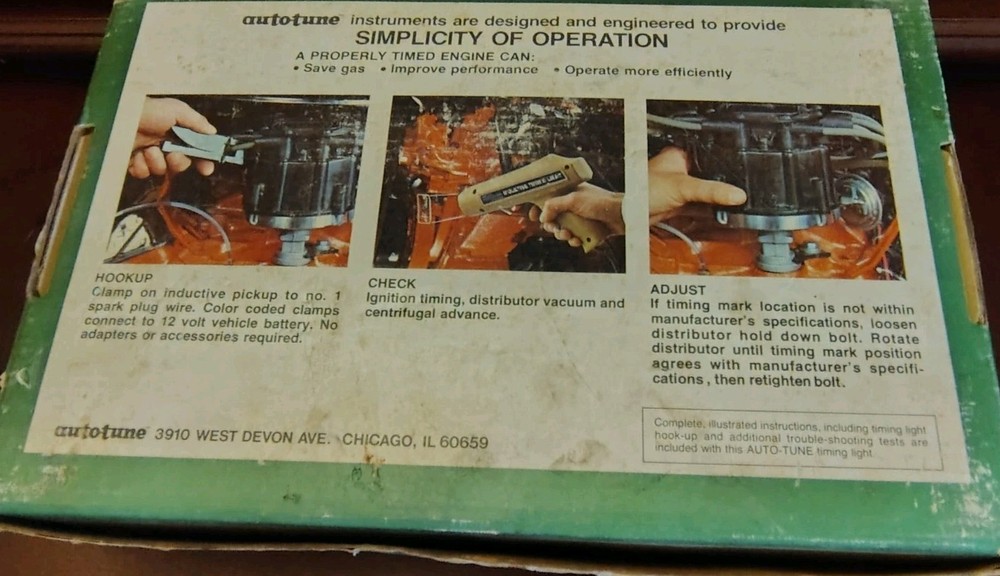 autotune instruments are designed and engineered to provide
SIMPLICITY OF OPERATION
A PROPERLY TIMED ENGINE CAN:
• Save gas • Improve performance • Operate more efficiently
HOOKUP
Clamp on inductive pickup to no. 1
spark plug wire. Color coded clamps
connect to 12 volt vehicle battery. No
adapters or accessories required.
CHECK
Ignition timing, distributor vacuum and
centrifugal advance.
ADJUST
If timing mark location is not within
manufacturer's specifications, loosen
distributor hold down bolt. Rotate
distributor until timing mark position
agrees with manufacturer's specifi-
cations, then retighten bolt.
autotune 3910 WEST DEVON AVE. CHICAGO, IL 60659
Complete, illustrated instructions, including timing light
hook-up and additional trouble-shooting tests are
included with this AUTO-TUNE timing light